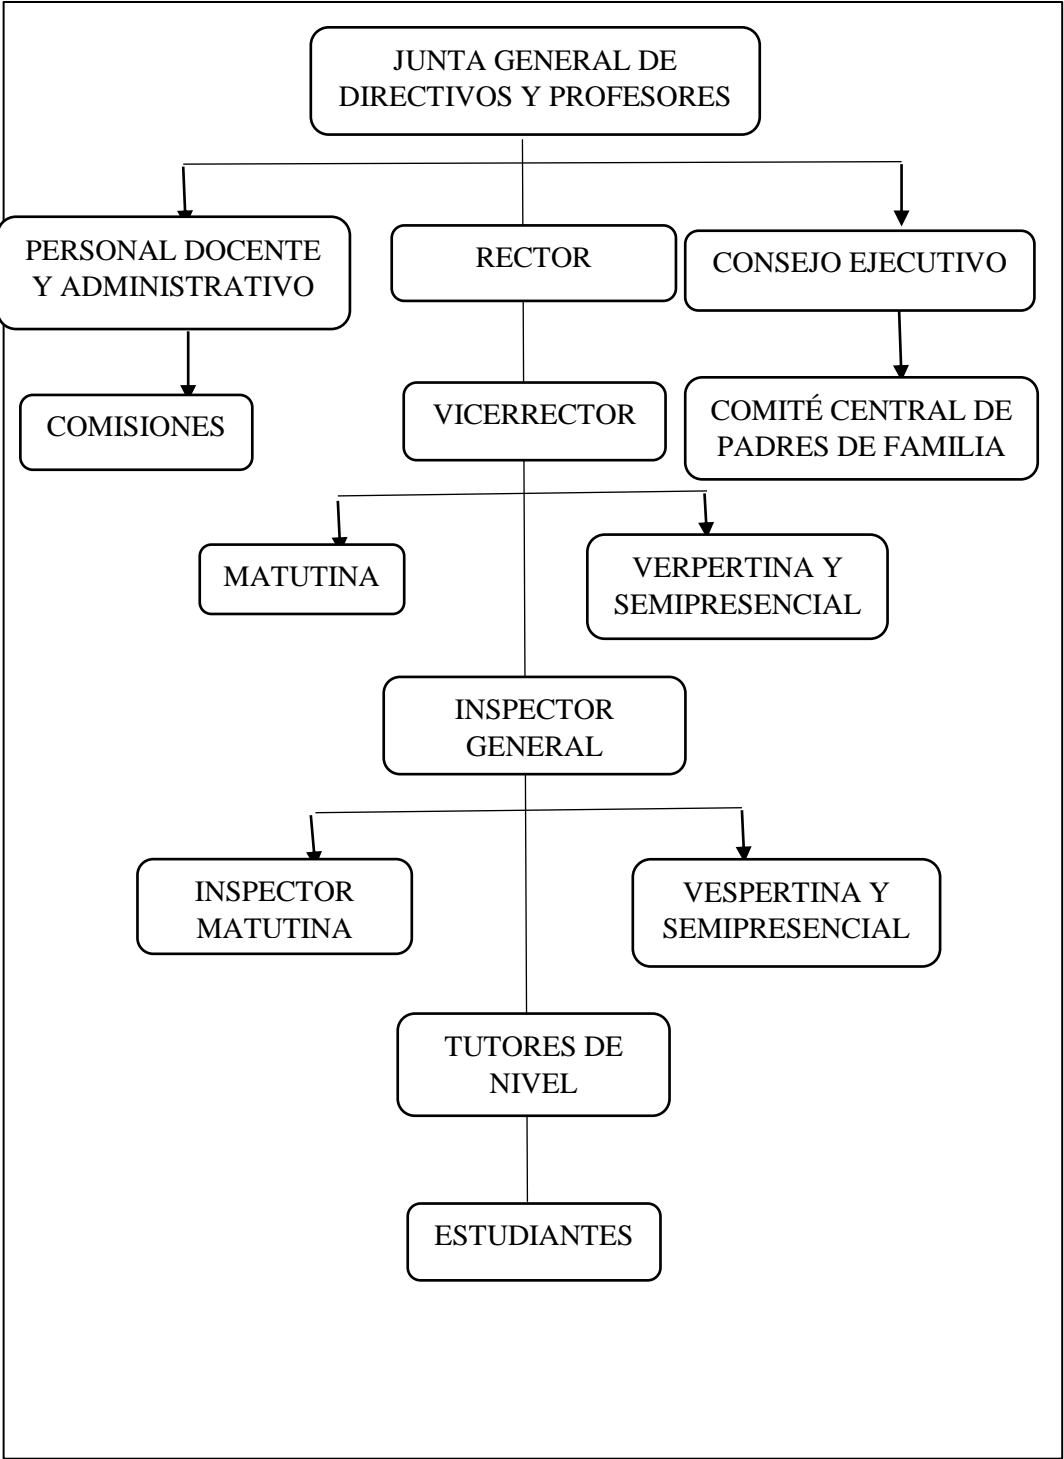 JUNTA GENERAL DE
DIRECTIVOS Y PROFESORES
PERSONAL DOCENTE
Y ADMINISTRATIVO
RECTOR
CONSEJO EJECUTIVO
COMISIONES
VICERRECTOR
COMITÉ CENTRAL DE
PADRES DE FAMILIA
MATUTINA
VERPERTINA Y
SEMIPRESENCIAL
INSPECTOR
GENERAL
INSPECTOR
MATUTINA
VESPERTINA Y
SEMIPRESENCIAL
TUTORES DE
NIVEL
ESTUDIANTES